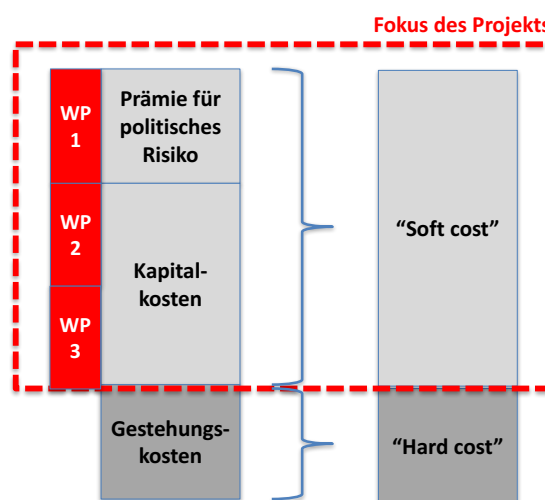 Fokus des Projekts
WP
1
Prämie für
politisches
Risiko
WP
2
Kapital-
kosten
WP
3
“Soft cost”
Gestehungs-
kosten
“Hard cost”